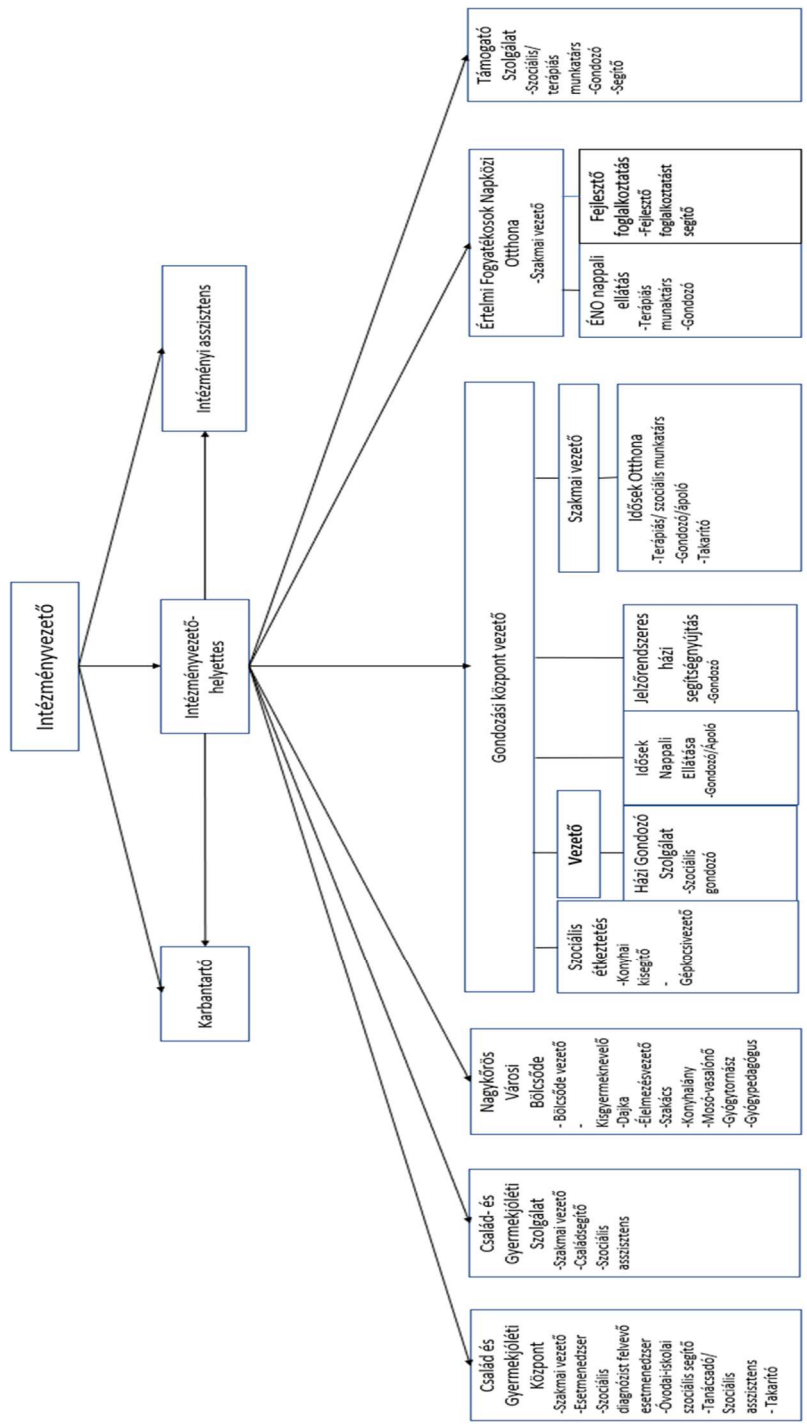 Intézményvezető
Karbantartó
Intézményvezető-
helyettes
Intézményi asszisztens
Család és
Gyermekjóléti
Központ
-Szakmai vezető
-Esetmenedzser
-Szociális
diagnózist felvevő
esetmenedzser
-Óvodai-iskolai
szociális segítő
-Tanácsadó/
Szociális
asszisztens
- Takarító
Család- és
Gyermekjóléti
Szolgálat
-Szakmai vezető
-Családsegítő
-Szociális
asszisztens
Nagykőrös
Városi
Bölcsőde
- Bölcsőde vezető
-
Kisgyermeknevelő
-Dajka
-Élelmezésvezető
-Szakács
-Konyhalány
-Mosó-vasalónő
-Gyógytornász
-Gyógypedagógus
Gondozási központ vezető
Szociális
étkeztetés
-Konyhai
kisegítő
-
Gépkocsivezető
Vezető
Házi Gondozó
Szolgálat
-Szociális
gondozó
Idősek
Nappali
Ellátása
-Gondozó/Ápoló
Jelzőrendszeres
házi
segítségnyújtás
-Gondozó
Szakmai vezető
Idősek Otthona
-Terápiás/ szociális munkatárs
-Gondozó/ápoló
-Takarító
Értelmi Fogyatékosok Napközi
Otthona
-Szakmai vezető
ÉNO nappali
ellátás
-Terápiás
munaktárs
-Gondozó
Fejlesztő
foglalkoztatás
-Fejlesztő
foglalkoztatást
segítő
Támogató
Szolgálat
-Szociális/
terápiás
munkatárs
-Gondozó
-Segítő